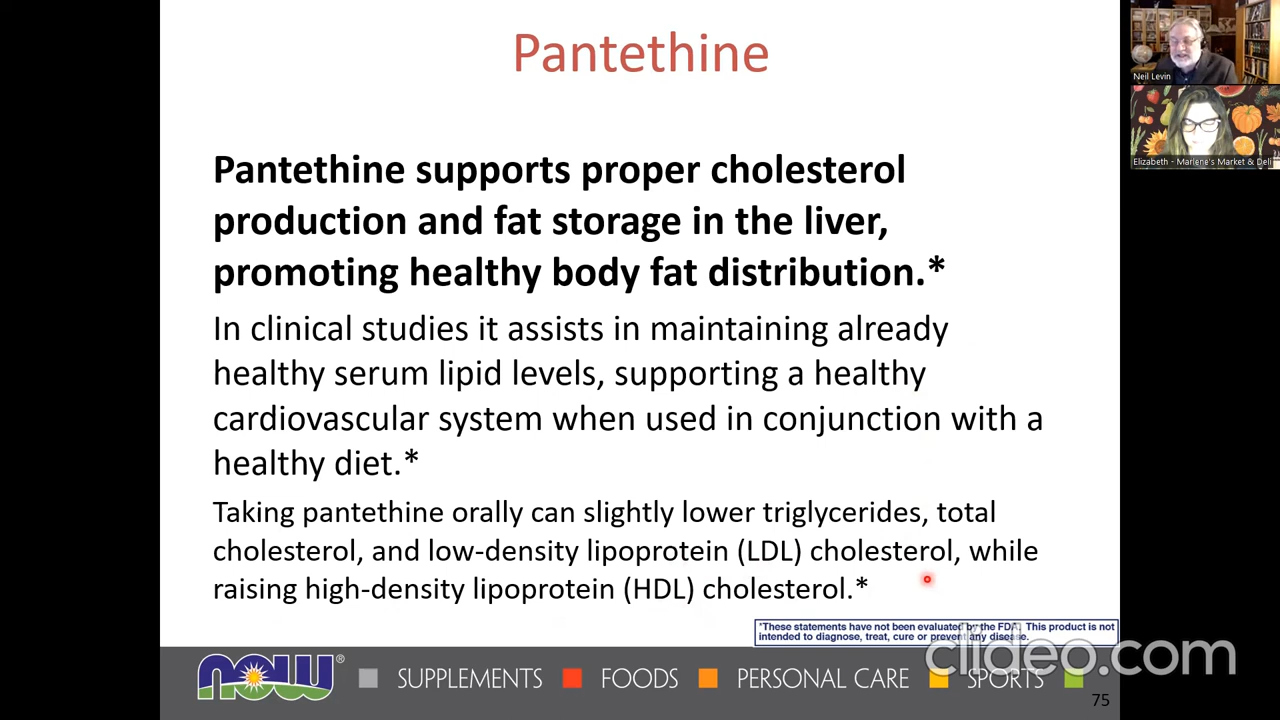 Pantethine
Pantethine supports proper cholesterol
production and fat storage in the liver,
promoting healthy body fat distribution.*
In clinical studies it assists in maintaining already
healthy serum lipid levels, supporting a healthy
cardiovascular system when used in conjunction with a
healthy diet.*
Taking pantethine orally can slightly lower triglycerides, total
cholesterol, and low-density lipoprotein (LDL) cholesterol, while
raising high-density lipoprotein (HDL) cholesterol.*
*These statements have not been evaluated by the FDA. This product is not
intended to diagnose, treat, cure or prevent any disease.
NOW® SUPPLEMENTS FOODS PERSONAL CARE SPORTS
75
clideo.com
Neil Levin
Elizabeth - Marlene's Market & Deli